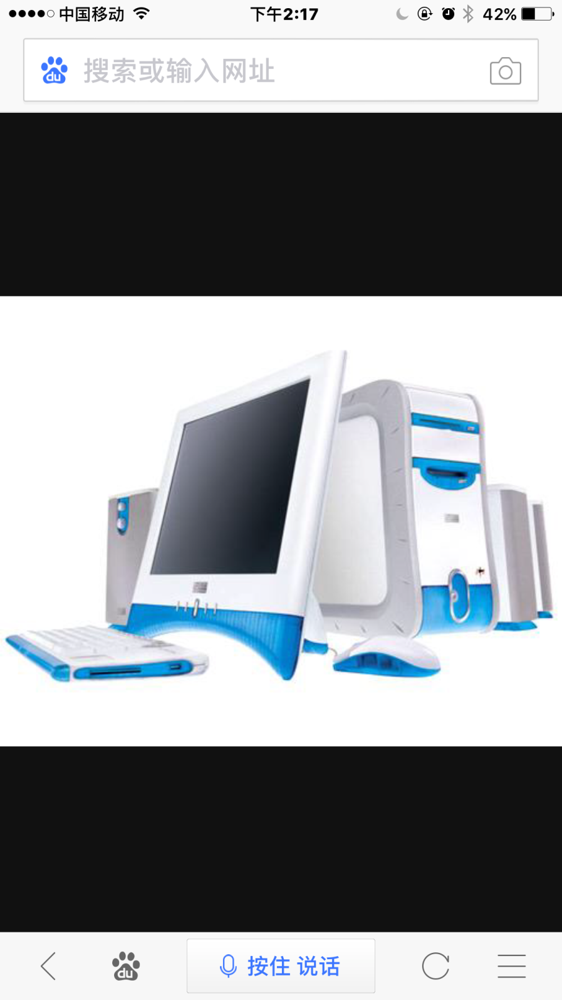 中国移动
下午2:17
42%
du
搜索或输入网址
du
按住 说话